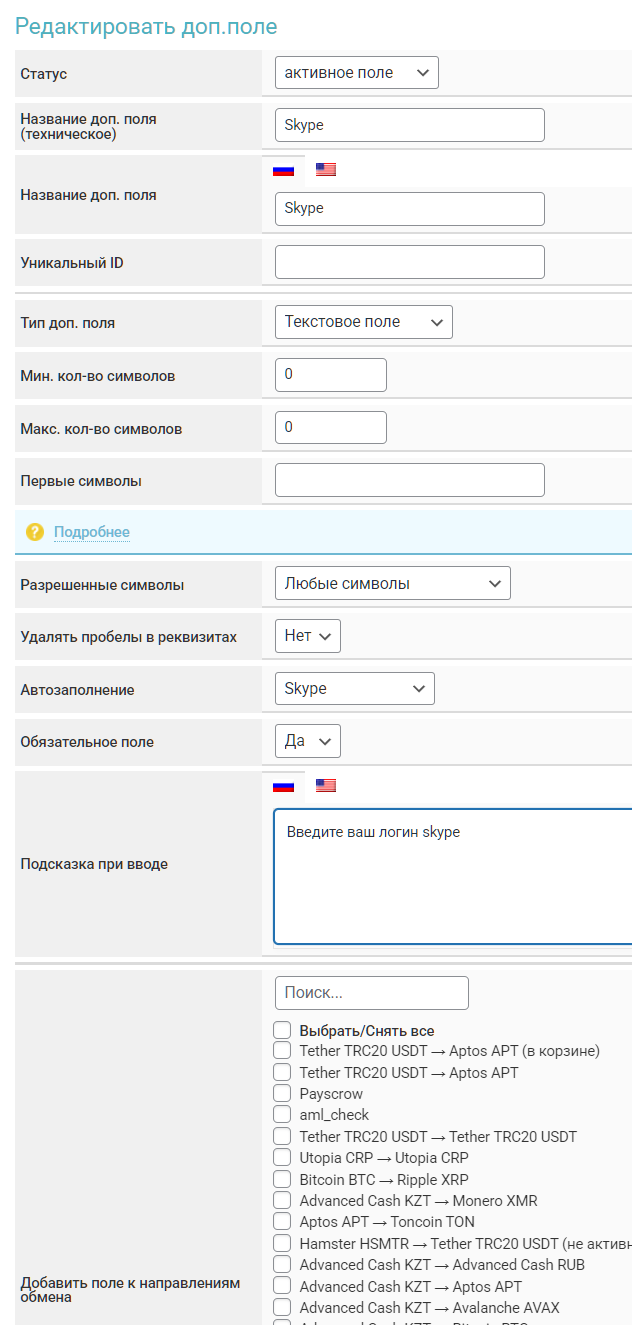 Редактировать доп.поле
Статус
активное поле
Название доп. поля
(техническое)
Skype
Название доп. поля
Skype
Уникальный ID
Тип доп. поля
Текстовое поле
Мин. кол-во символов
0
Макс. кол-во символов
0
Первые символы
?
Подробнее
Разрешенные символы
Любые символы
Удалять пробелы в реквизитах
Нет
Автозаполнение
Skype
Обязательное поле
Да
Подсказка при вводе
Введите ваш логин skype
Добавить поле к направлениям
обмена
Поиск...
Выбрать/Снять все
Tether TRC20 USDT → Aptos APT (в корзине)
Tether TRC20 USDT → Aptos APT
Payscrow
aml_check
Tether TRC20 USDT → Tether TRC20 USDT
Utopia CRP → Utopia CRP
Bitcoin BTC → Ripple XRP
Advanced Cash KZT → Monero XMR
Aptos APT → Toncoin TON
Hamster HSMTR → Tether TRC20 USDT (не активн
Advanced Cash KZT → Advanced Cash RUB
Advanced Cash KZT → Aptos APT
Advanced Cash KZT → Avalanche AVAX